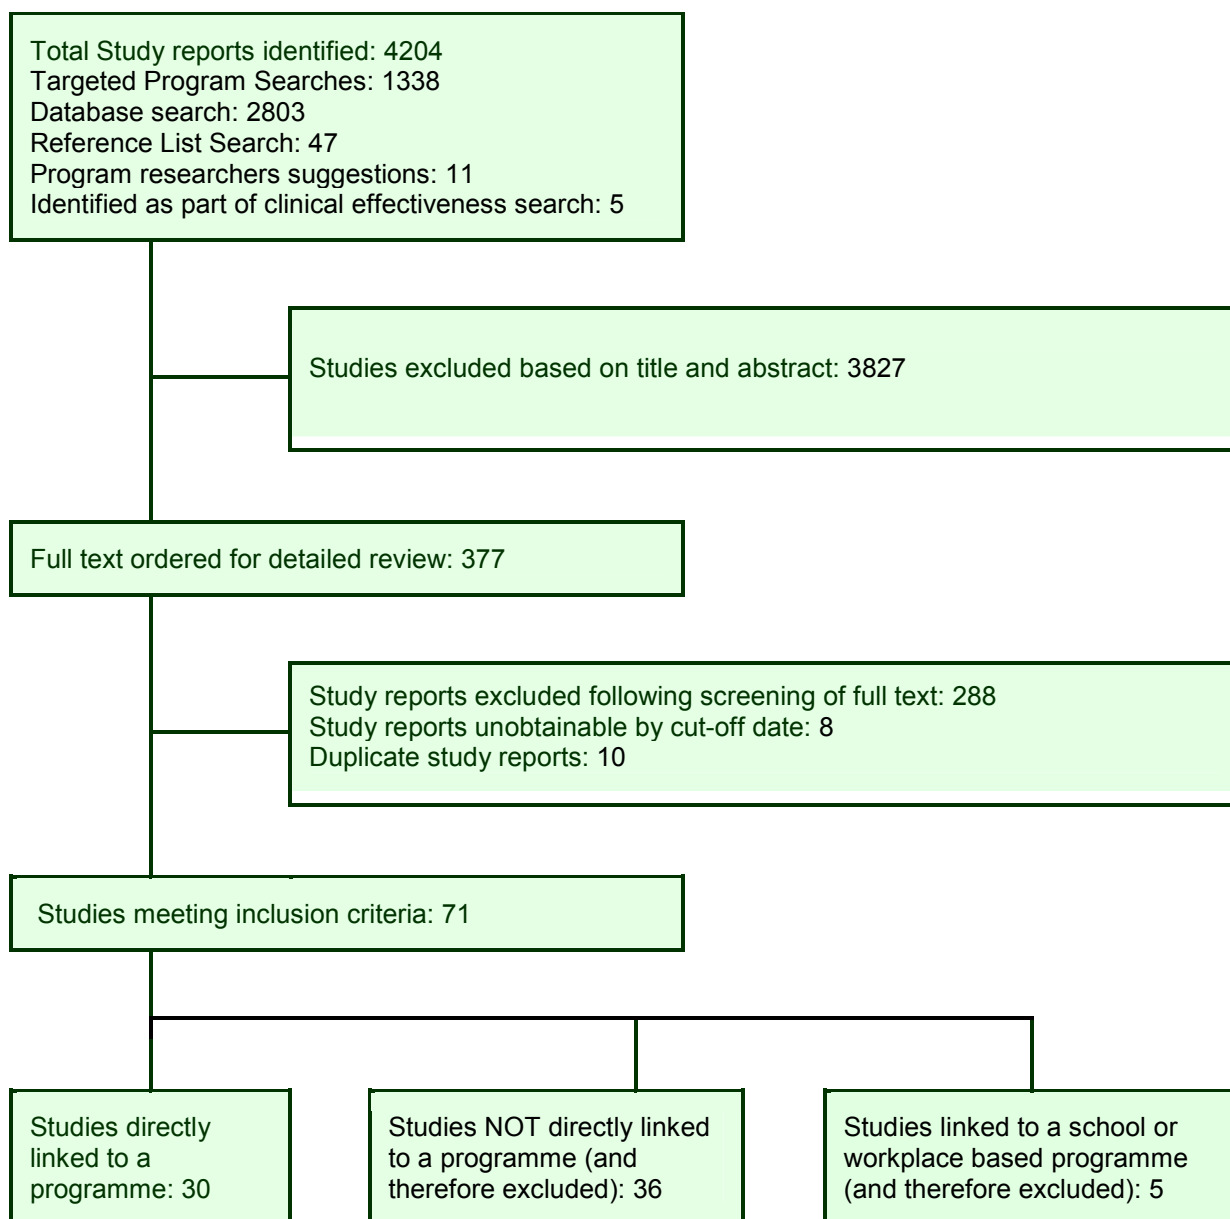 Total Study reports identified: 4204
Targeted Program Searches: 1338
Database search: 2803
Reference List Search: 47
Program researchers suggestions: 11
Identified as part of clinical effectiveness search: 5
Studies excluded based on title and abstract: 3827
Full text ordered for detailed review: 377
Study reports excluded following screening of full text: 288
Study reports unobtainable by cut-off date: 8
Duplicate study reports: 10
Studies meeting inclusion criteria: 71
Studies directly
linked to a
programme: 30
Studies NOT directly linked
to a programme (and
therefore excluded): 36
Studies linked to a school or
workplace based programme
(and therefore excluded): 5